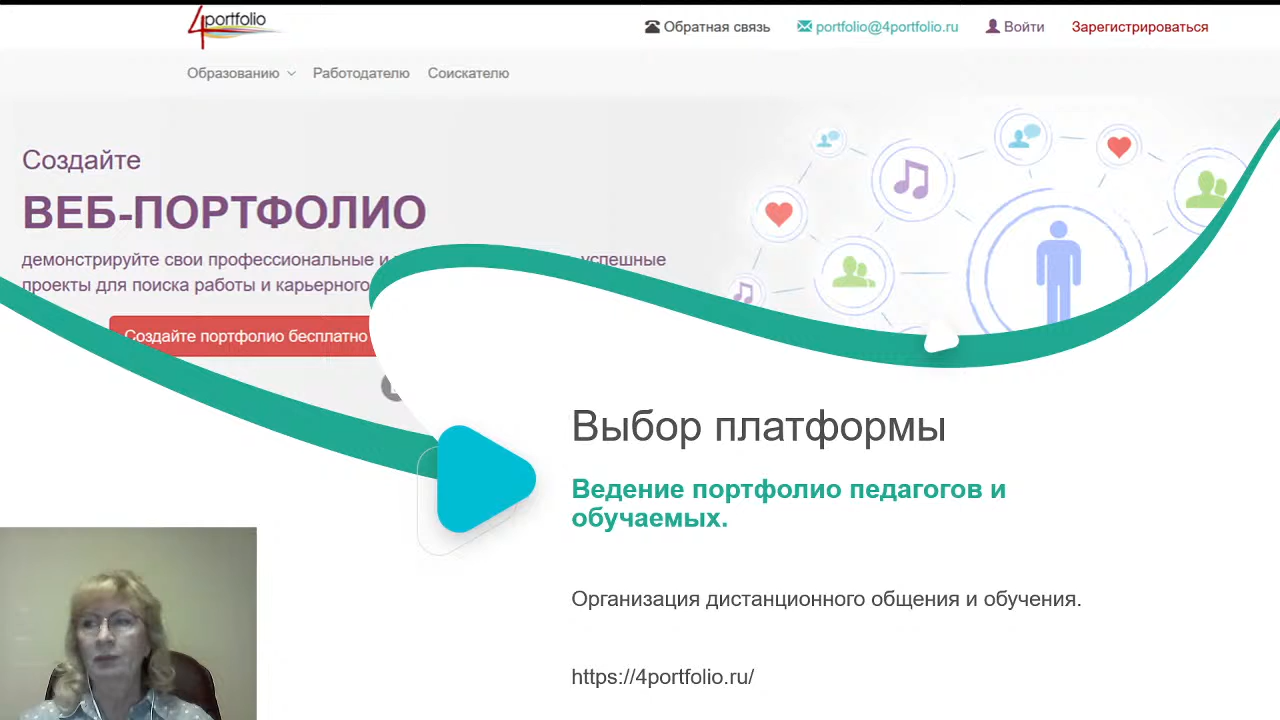 4portfolio
Обратная связь
portfolio@4portfolio.ru
Войти
Зарегистрироваться
Образованию
Работодателю
Соискателю
Создайте
ВЕБ-ПОРТФОЛИО
демонстрируйте свои профессиональные и успешные
проекты для поиска работы и карьерного
Создайте портфолио бесплатно
Выбор платформы
Ведение портфолио педагогов и
обучаемых.
Организация дистанционного общения и обучения.
https://4portfolio.ru/